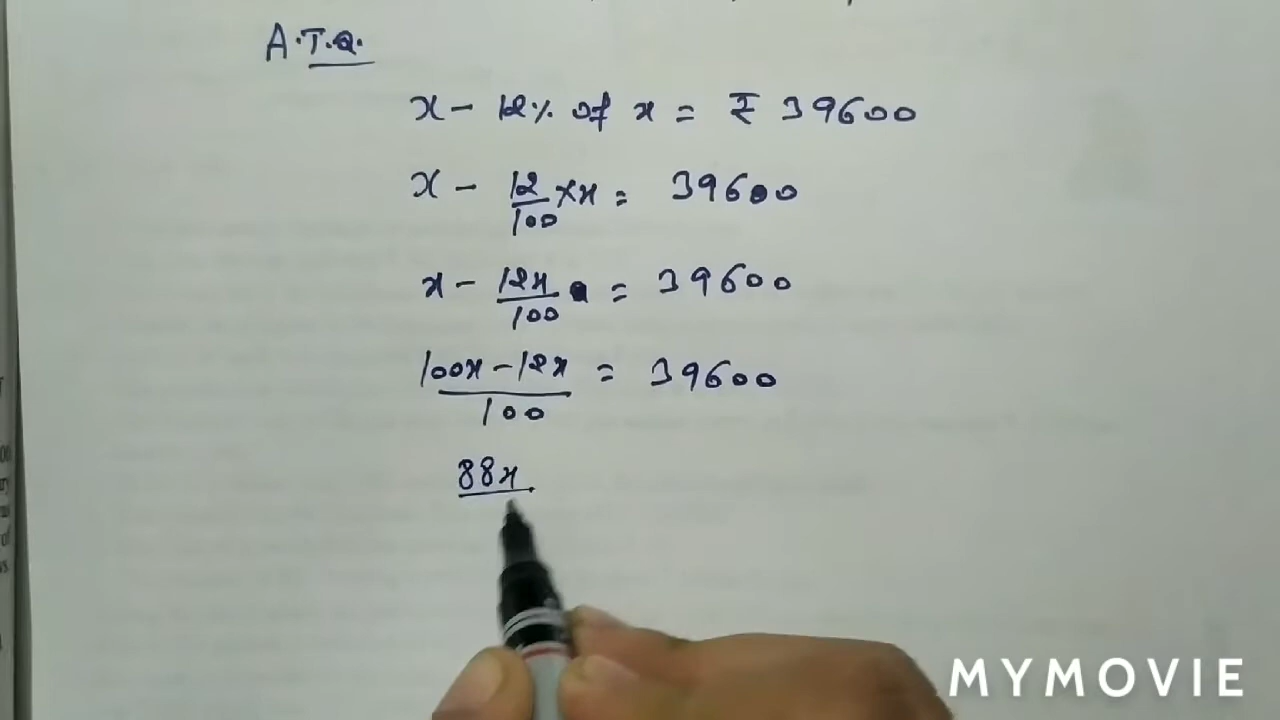 A.T.Q.
x - 12% of x = ₹ 39600
x - 12/100 × x = 39600
x - 12x/100 = 39600
100x - 12x/100 = 39600
88x
MYMOVIE